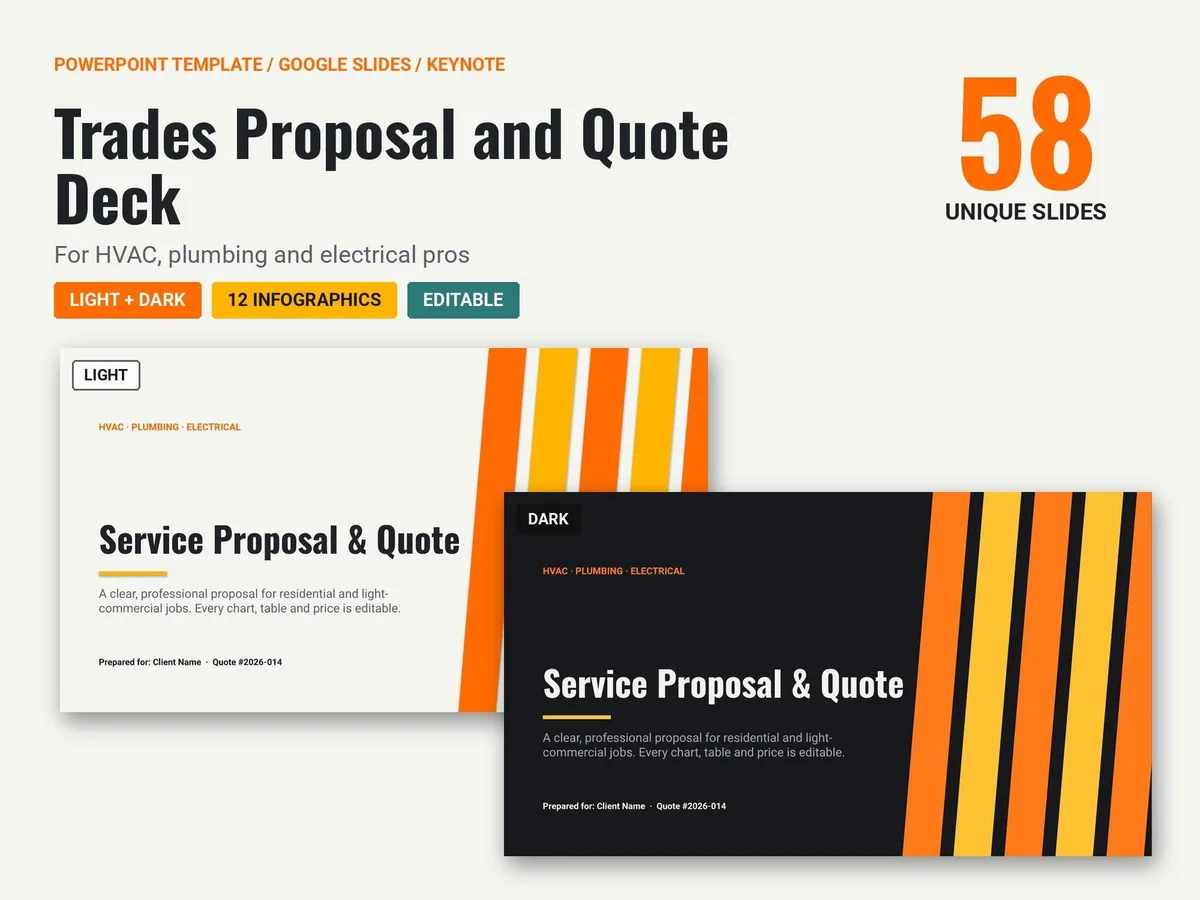 POWERPOINT TEMPLATE / GOOGLE SLIDES / KEYNOTE
Trades Proposal and Quote
Deck
For HVAC, plumbing and electrical pros
LIGHT + DARK
12 INFOGRAPHICS
EDITABLE
58
UNIQUE SLIDES
LIGHT
HVAC · PLUMBING · ELECTRICAL
Service Proposal & Quote
A clear, professional proposal for residential and light-
commercial jobs. Every chart, table and price is editable.
Prepared for: Client Name · Quote #2026-014
DARK
HVAC · PLUMBING · ELECTRICAL
Service Proposal & Quote
A clear, professional proposal for residential and light-
commercial jobs. Every chart, table and price is editable.
Prepared for: Client Name · Quote #2026-014